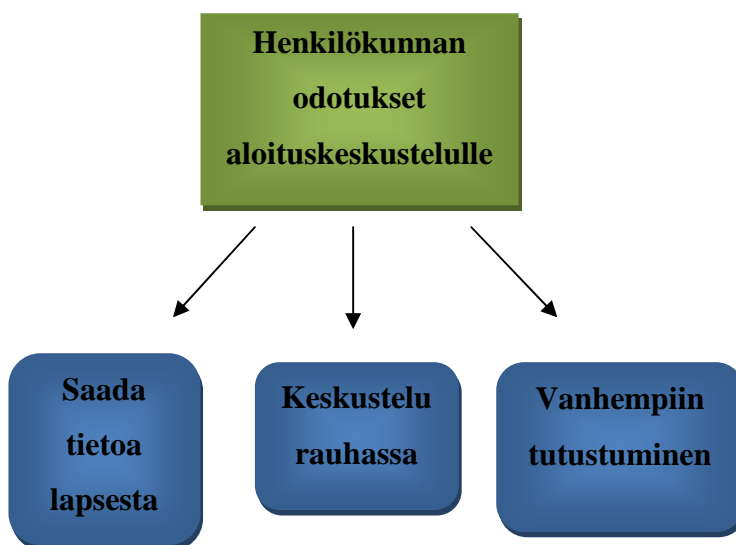 Henkilökunnan
odotukset
aloituskeskustelulle
Saada
tietoa
lapsesta
Keskustelu
rauhassa
Vanhempiin
tutustuminen